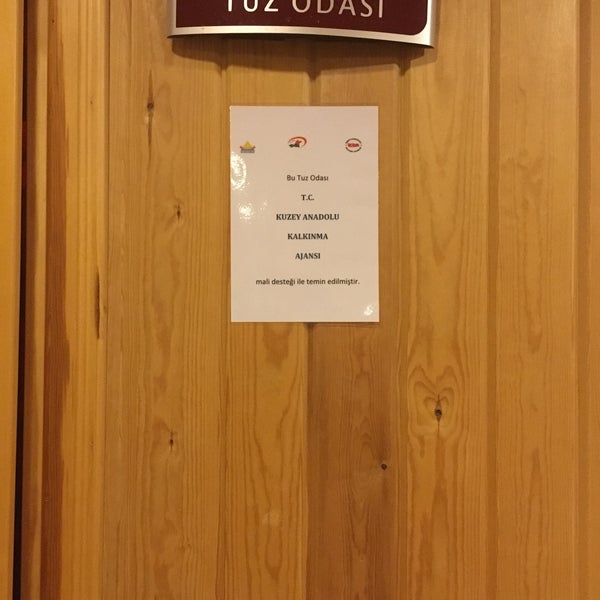 TUZ ODASI
Bu Tuz Odası
T.C.
KUZEY ANADOLU
KALKINMA
AJANSI
mali desteği ile temin edilmiştir.